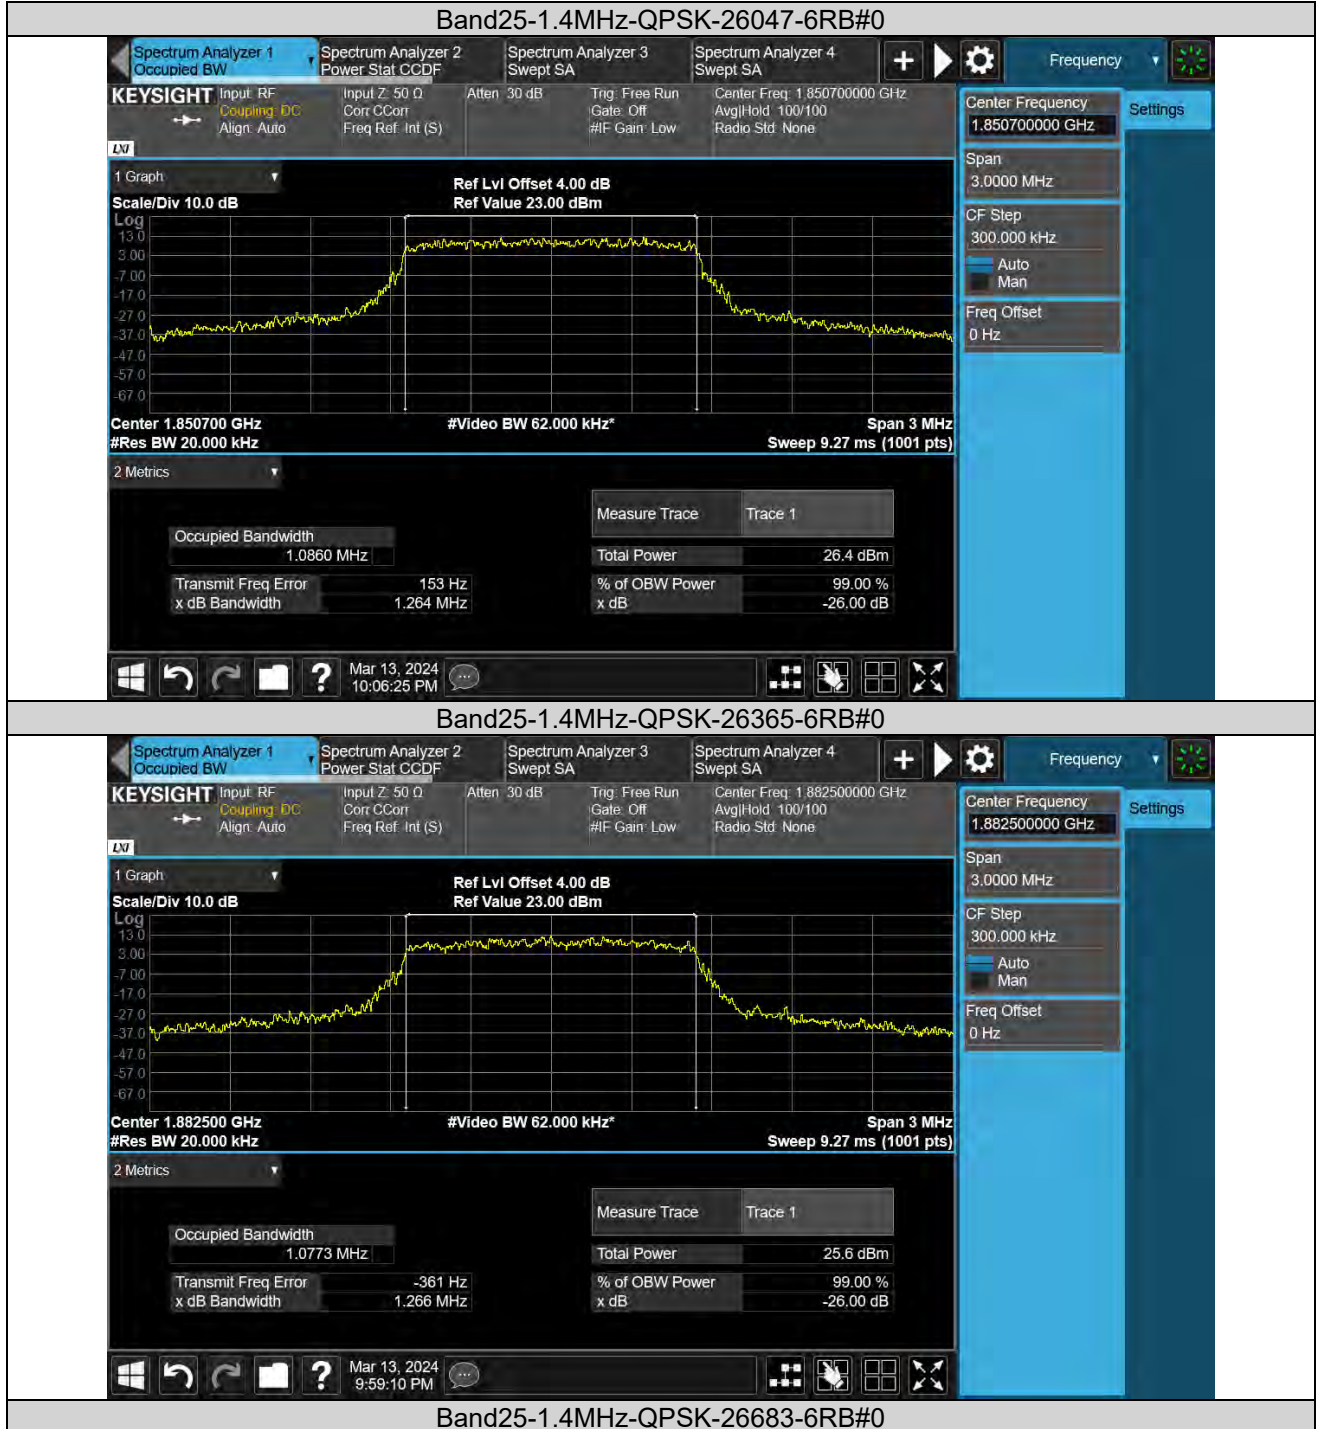 Band25-1.4MHz-QPSK-26047-6RB#0
Spectrum Analyzer 1
Occupied BW
Spectrum Analyzer 2
Power Stat CCDF
Spectrum Analyzer 3
Swept SA
Spectrum Analyzer 4
Swept SA
Frequency
KEYSIGHT
Input: RF
Coupling: DC
Align: Auto
Input Z: 50 Ω
Corr CCorr
Freq Ref: Int (S)
Atten: 30 dB
Trig: Free Run
Gate: Off
#IF Gain: Low
Center Freq: 1.850700000 GHz
Avg|Hold: 100/100
Radio Std: None
LXI
Center Frequency
1.850700000 GHz
Settings
Span
3.0000 MHz
CF Step
300.000 kHz
Auto
Man
Freq Offset
0 Hz
1 Graph
Scale/Div 10.0 dB
Ref Lvl Offset 4.00 dB
Ref Value 23.00 dBm
Log
13.0
3.00
-7.00
-17.0
-27.0
-37.0
-47.0
-57.0
-67.0
Center 1.850700 GHz
#Video BW 62.000 kHz*
Span 3 MHz
#Res BW 20.000 kHz
Sweep 9.27 ms (1001 pts)
2 Metrics
Measure Trace
Trace 1
Occupied Bandwidth
1.0860 MHz
Total Power
26.4 dBm
Transmit Freq Error
153 Hz
% of OBW Power
99.00 %
x dB Bandwidth
1.264 MHz
x dB
-26.00 dB
?
Mar 13, 2024
10:06:25 PM
Band25-1.4MHz-QPSK-26365-6RB#0
Spectrum Analyzer 1
Occupied BW
Spectrum Analyzer 2
Power Stat CCDF
Spectrum Analyzer 3
Swept SA
Spectrum Analyzer 4
Swept SA
Frequency
KEYSIGHT
Input: RF
Coupling: DC
Align: Auto
Input Z: 50 Ω
Corr CCorr
Freq Ref: Int (S)
Atten: 30 dB
Trig: Free Run
Gate: Off
#IF Gain: Low
Center Freq: 1.882500000 GHz
Avg|Hold: 100/100
Radio Std: None
LXI
Center Frequency
1.882500000 GHz
Settings
Span
3.0000 MHz
CF Step
300.000 kHz
Auto
Man
Freq Offset
0 Hz
1 Graph
Scale/Div 10.0 dB
Ref Lvl Offset 4.00 dB
Ref Value 23.00 dBm
Log
13.0
3.00
-7.00
-17.0
-27.0
-37.0
-47.0
-57.0
-67.0
Center 1.882500 GHz
#Video BW 62.000 kHz*
Span 3 MHz
#Res BW 20.000 kHz
Sweep 9.27 ms (1001 pts)
2 Metrics
Measure Trace
Trace 1
Occupied Bandwidth
1.0773 MHz
Total Power
25.6 dBm
Transmit Freq Error
-361 Hz
% of OBW Power
99.00 %
x dB Bandwidth
1.266 MHz
x dB
-26.00 dB
?
Mar 13, 2024
9:59:10 PM
Band25-1.4MHz-QPSK-26683-6RB#0